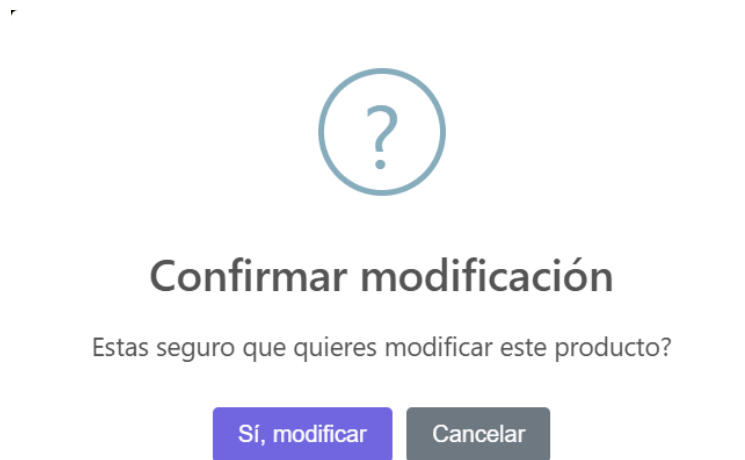 ?
Confirmar modificación
Estas seguro que quieres modificar este producto?
Sí, modificar Cancelar